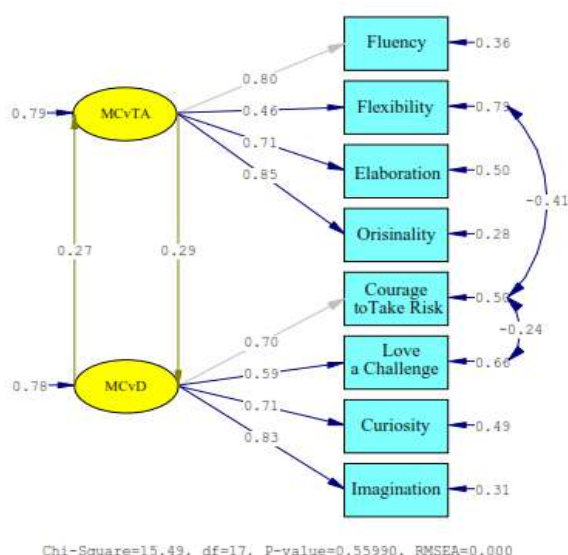 Fluency
0.36
0.80
0.79
MCvTA
0.46
Flexibility
0.79
0.71
Elaboration
0.50
0.85
-0.41
Orisinality
0.28
0.27
0.29
Courage
toTake Risk
0.50
0.70
-0.24
Love
a Challenge
0.66
0.59
0.78
MCvD
0.71
Curiosity
0.49
0.83
Imagination
0.31
Chi-Square=15.49, df=17, P-value=0.55990, RMSEA=0.000